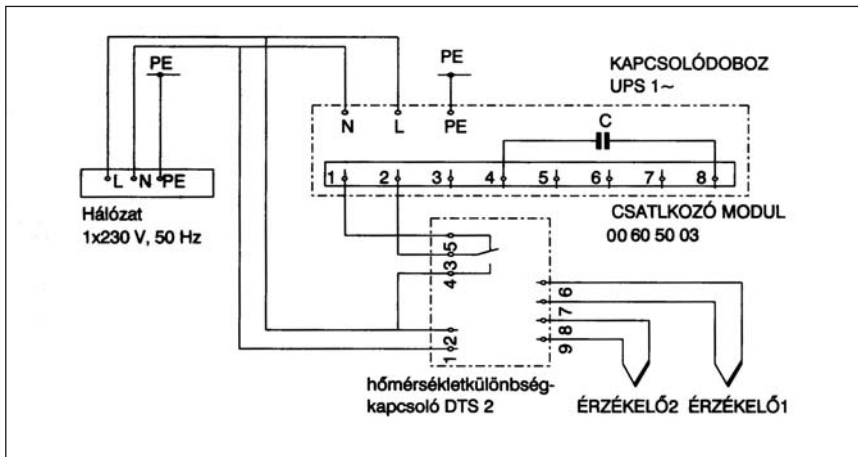 PE
PE
KAPCSOLÓDOBOZ
UPS 1~
N L PE
C
L N PE
1 2 3 4 5 6 7 8
Hálózat
1x230 V, 50 Hz
CSATLKOZÓ MODUL
00 60 50 03
5
3
4
2
1
6
7
8
9
hőmérsékletkülönbség-
kapcsoló DTS 2
ÉRZÉKELŐ2 ÉRZÉKELŐ1